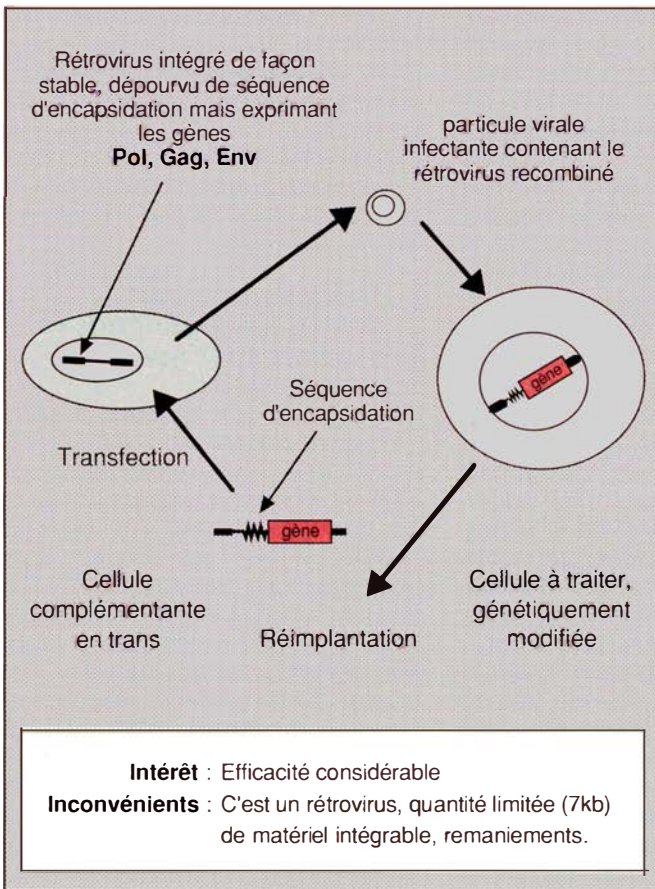 Rétrovirus intégré de façon
stable, dépourvu de séquence
d'encapsidation mais exprimant
les gènes
Pol, Gag, Env
particule virale
infectante contenant le
rétrovirus recombiné
Séquence
d'encapsidation
Transfection
gène
gène
Cellule
complémentante
en trans
Réimplantation
Cellule à traiter,
génétiquement
modifiée
Intérêt : Efficacité considérable
Inconvénients : C'est un rétrovirus, quantité limitée (7kb)
de matériel intégrable, remaniements.